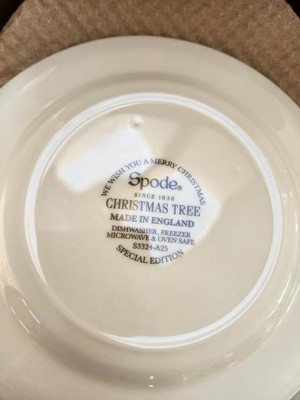 WE WISH YOU A MERRY CHRISTMAS
Spode®
SINCE 1938
CHRISTMAS TREE
MADE IN ENGLAND
DISHWASHER, FREEZER
MICROWAVE & OVEN SAFE
S3324-A25
SPECIAL EDITION